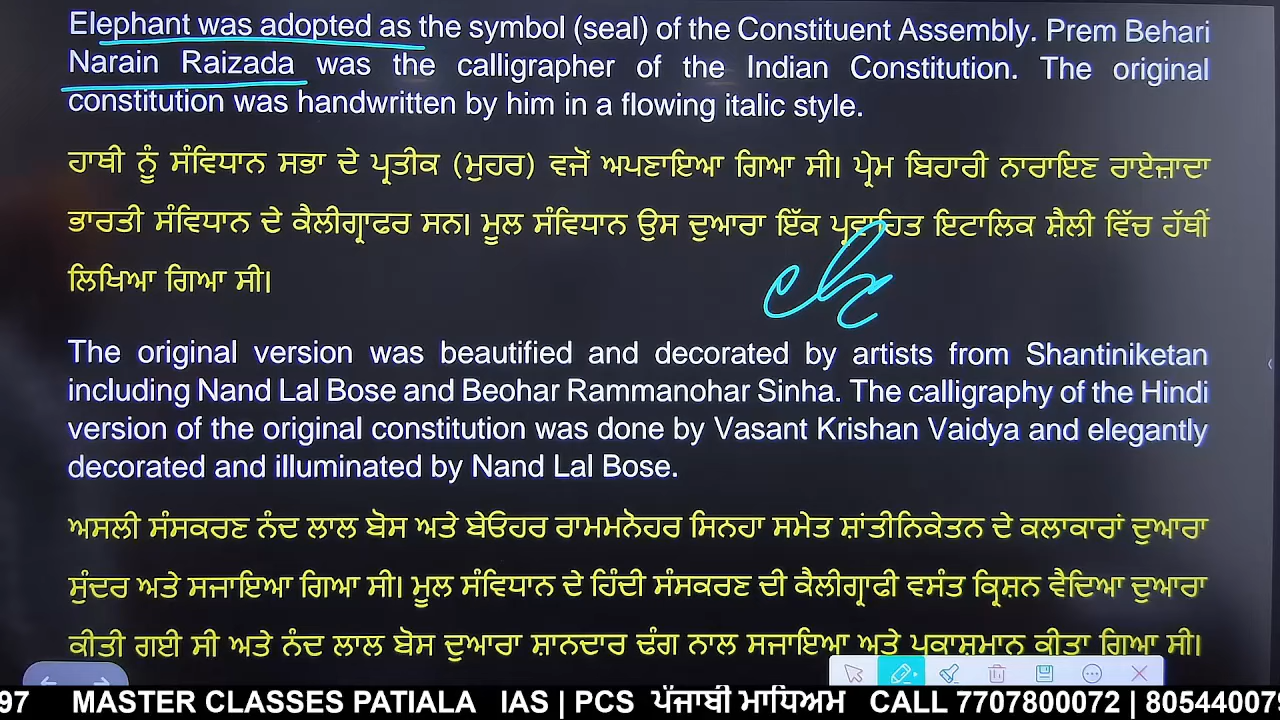 Elephant was adopted as the symbol (seal) of the Constituent Assembly. Prem Behari
Narain Raizada was the calligrapher of the Indian Constitution. The original
constitution was handwritten by him in a flowing italic style.
ਹਾਥੀ ਨੂੰ ਸੰਵਿਧਾਨ ਸਭਾ ਦੇ ਪ੍ਰਤੀਕ (ਮੁਹਰ) ਵਜੋਂ ਅਪਣਾਇਆ ਗਿਆ ਸੀ। ਪ੍ਰੇਮ ਬਿਹਾਰੀ ਨਾਰਾਇਣ ਰਾਏਜ਼ਾਦਾ
ਭਾਰਤੀ ਸੰਵਿਧਾਨ ਦੇ ਕੈਲੀਗ੍ਰਾਫਰ ਸਨ। ਮੂਲ ਸੰਵਿਧਾਨ ਉਸ ਦੁਆਰਾ ਇੱਕ ਪ੍ਰਵਾਹਿਤ ਇਟਾਲਿਕ ਸ਼ੈਲੀ ਵਿੱਚ ਹੱਥੀਂ
ਲਿਖਿਆ ਗਿਆ ਸੀ।
The original version was beautified and decorated by artists from Shantiniketan
including Nand Lal Bose and Beohar Rammanohar Sinha. The calligraphy of the Hindi
version of the original constitution was done by Vasant Krishan Vaidya and elegantly
decorated and illuminated by Nand Lal Bose.
ਅਸਲੀ ਸੰਸਕਰਣ ਨੰਦ ਲਾਲ ਬੋਸ ਅਤੇ ਬੇਓਹਰ ਰਾਮਮਨੋਹਰ ਸਿਨਹਾ ਸਮੇਤ ਸ਼ਾਂਤੀਨਿਕੇਤਨ ਦੇ ਕਲਾਕਾਰਾਂ ਦੁਆਰਾ
ਸੁੰਦਰ ਅਤੇ ਸਜਾਇਆ ਗਿਆ ਸੀ। ਮੂਲ ਸੰਵਿਧਾਨ ਦੇ ਹਿੰਦੀ ਸੰਸਕਰਣ ਦੀ ਕੈਲੀਗ੍ਰਾਫੀ ਵਸੰਤ ਕ੍ਰਿਸ਼ਨ ਵੈਦਿਆ ਦੁਆਰਾ
ਕੀਤੀ ਗਈ ਸੀ ਅਤੇ ਨੰਦ ਲਾਲ ਬੋਸ ਦੁਆਰਾ ਸ਼ਾਨਦਾਰ ਢੰਗ ਨਾਲ ਸਜਾਇਆ ਅਤੇ ਪ੍ਰਕਾਸ਼ਮਾਨ ਕੀਤਾ ਗਿਆ ਸੀ।
97 MASTER CLASSES PATIALA IAS | PCS ਪੰਜਾਬੀ ਮਾਧਿਅਮ CALL 7707800072 | 805440073